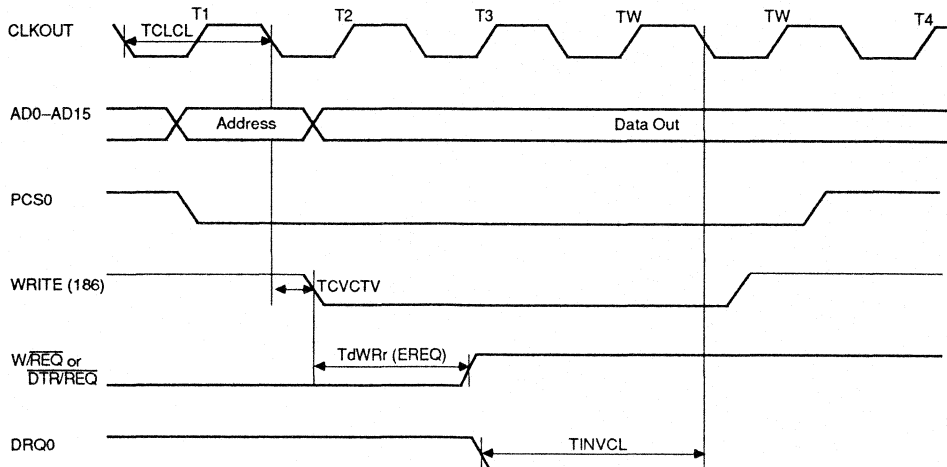 T1 T2 T3 TW TW T4
CLKOUT TCLCL
AD0–AD15 Address Data Out
PCS0
WRITE (186) TCVCTV
W/REQ or TdWRr (EREQ)
DTR/REQ
DRQ0 TINVCL